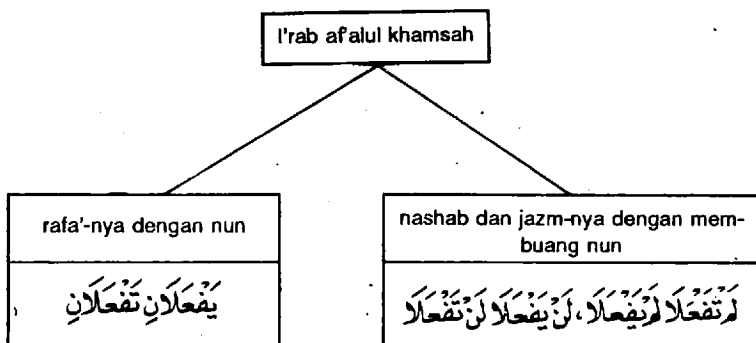 I'rab af'alul khamsah
rafa'-nya dengan nun
يَفْعَلَانِ تَفْعَلَانِ
nashab dan jazm-nya dengan mem-
buang nun
لَمْ تَفْعَلَا لَمْ يَفْعَلَا، لَنْ يَفْعَلَا لَنْ تَفْعَلَا